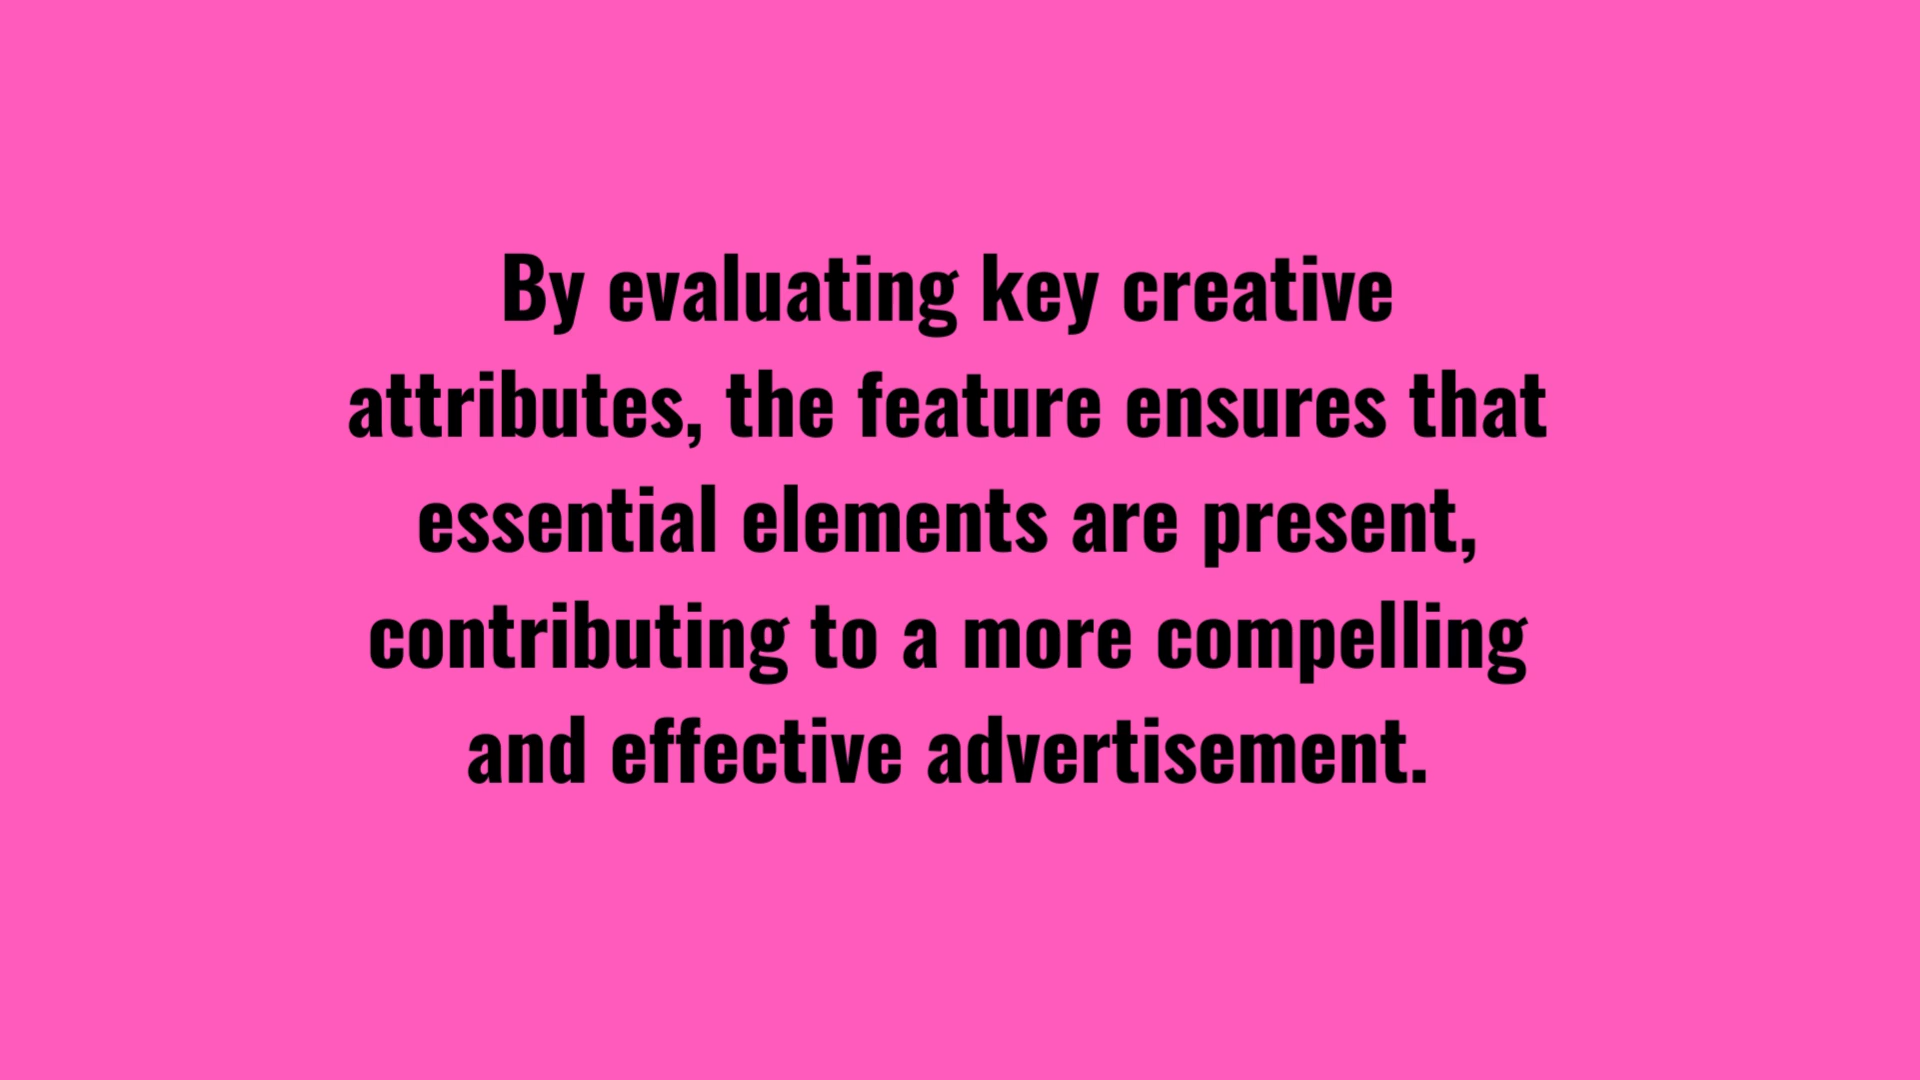 By evaluating key creative
attributes, the feature ensures that
essential elements are present,
contributing to a more compelling
and effective advertisement.